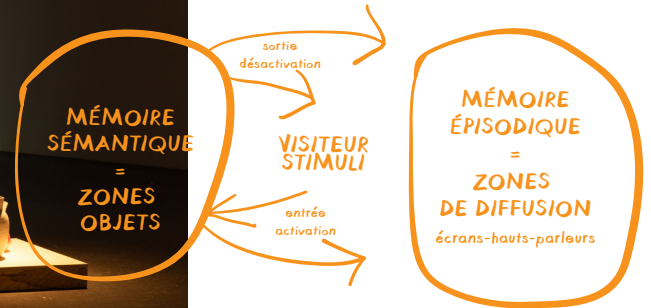 MÉMOIRE
SÉMANTIQUE
=
ZONES
OBJETS
sortie
désactivation
VISITEUR
STIMULI
entrée
activation
MÉMOIRE
ÉPISODIQUE
=
ZONES
DE DIFFUSION
écrans-hauts-parleurs